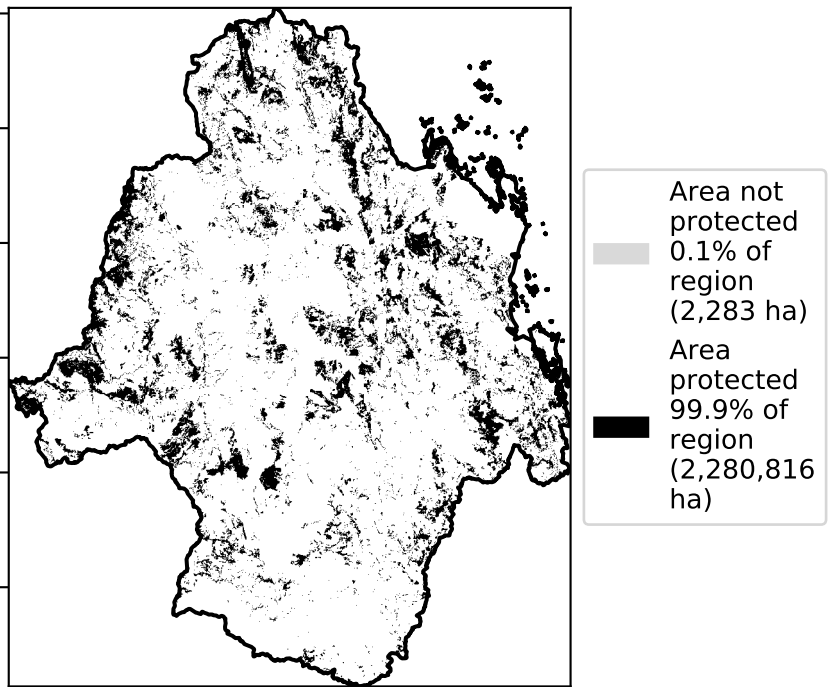 Area not
protected
0.1% of
region
(2,283 ha)
Area
protected
99.9% of
region
(2,280,816
ha)